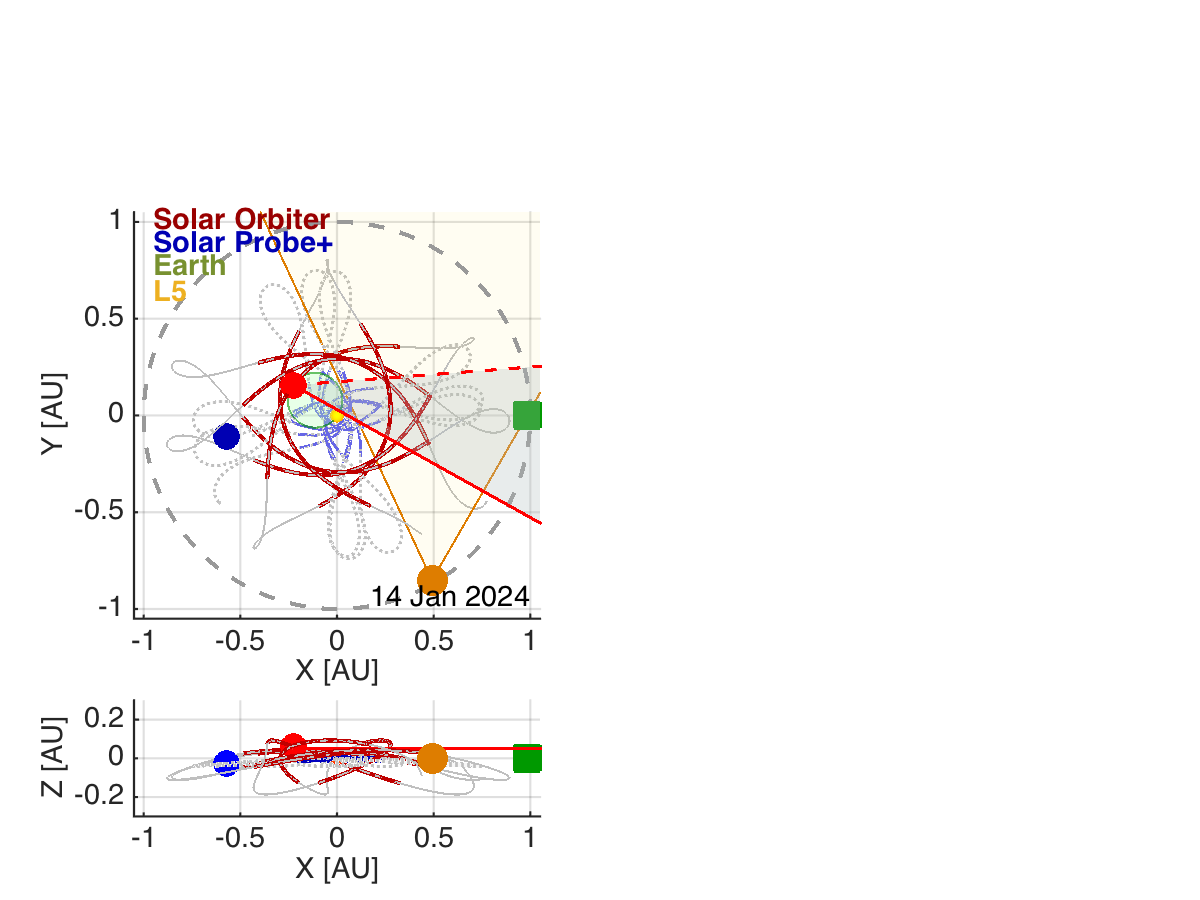 Solar Orbiter
Solar Probe+
Earth
L5
1
0.5
0
-0.5
-1
Y [AU]
14 Jan 2024
-1 -0.5 0 0.5 1
X [AU]
0.2
0
-0.2
Z [AU]
-1 -0.5 0 0.5 1
X [AU]